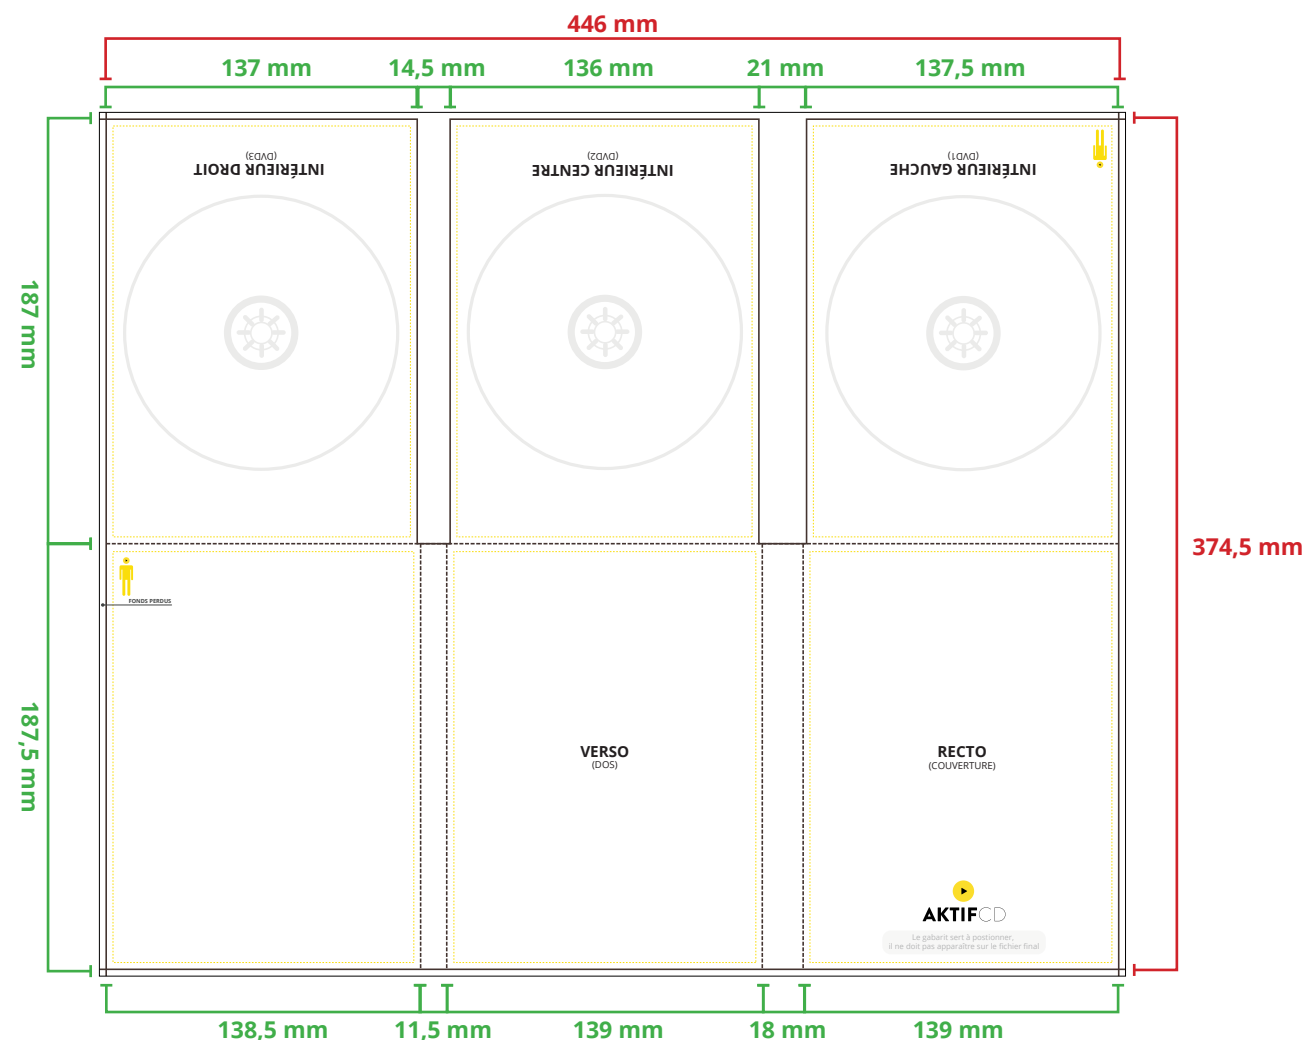 446 mm
137 mm
14,5 mm
136 mm
21 mm
137,5 mm
INTÉRIEUR DROIT
(DVD3)
INTÉRIEUR CENTRE
(DVD2)
INTÉRIEUR GAUCHE
(DVD1)
187 mm
374,5 mm
FONDS PERDUS
187,5 mm
VERSO
(DOS)
RECTO
(COUVERTURE)
AKTIFCD
Le gabarit sert à postionner,
il ne doit pas apparaître sur le fichier final
138,5 mm
11,5 mm
139 mm
18 mm
139 mm